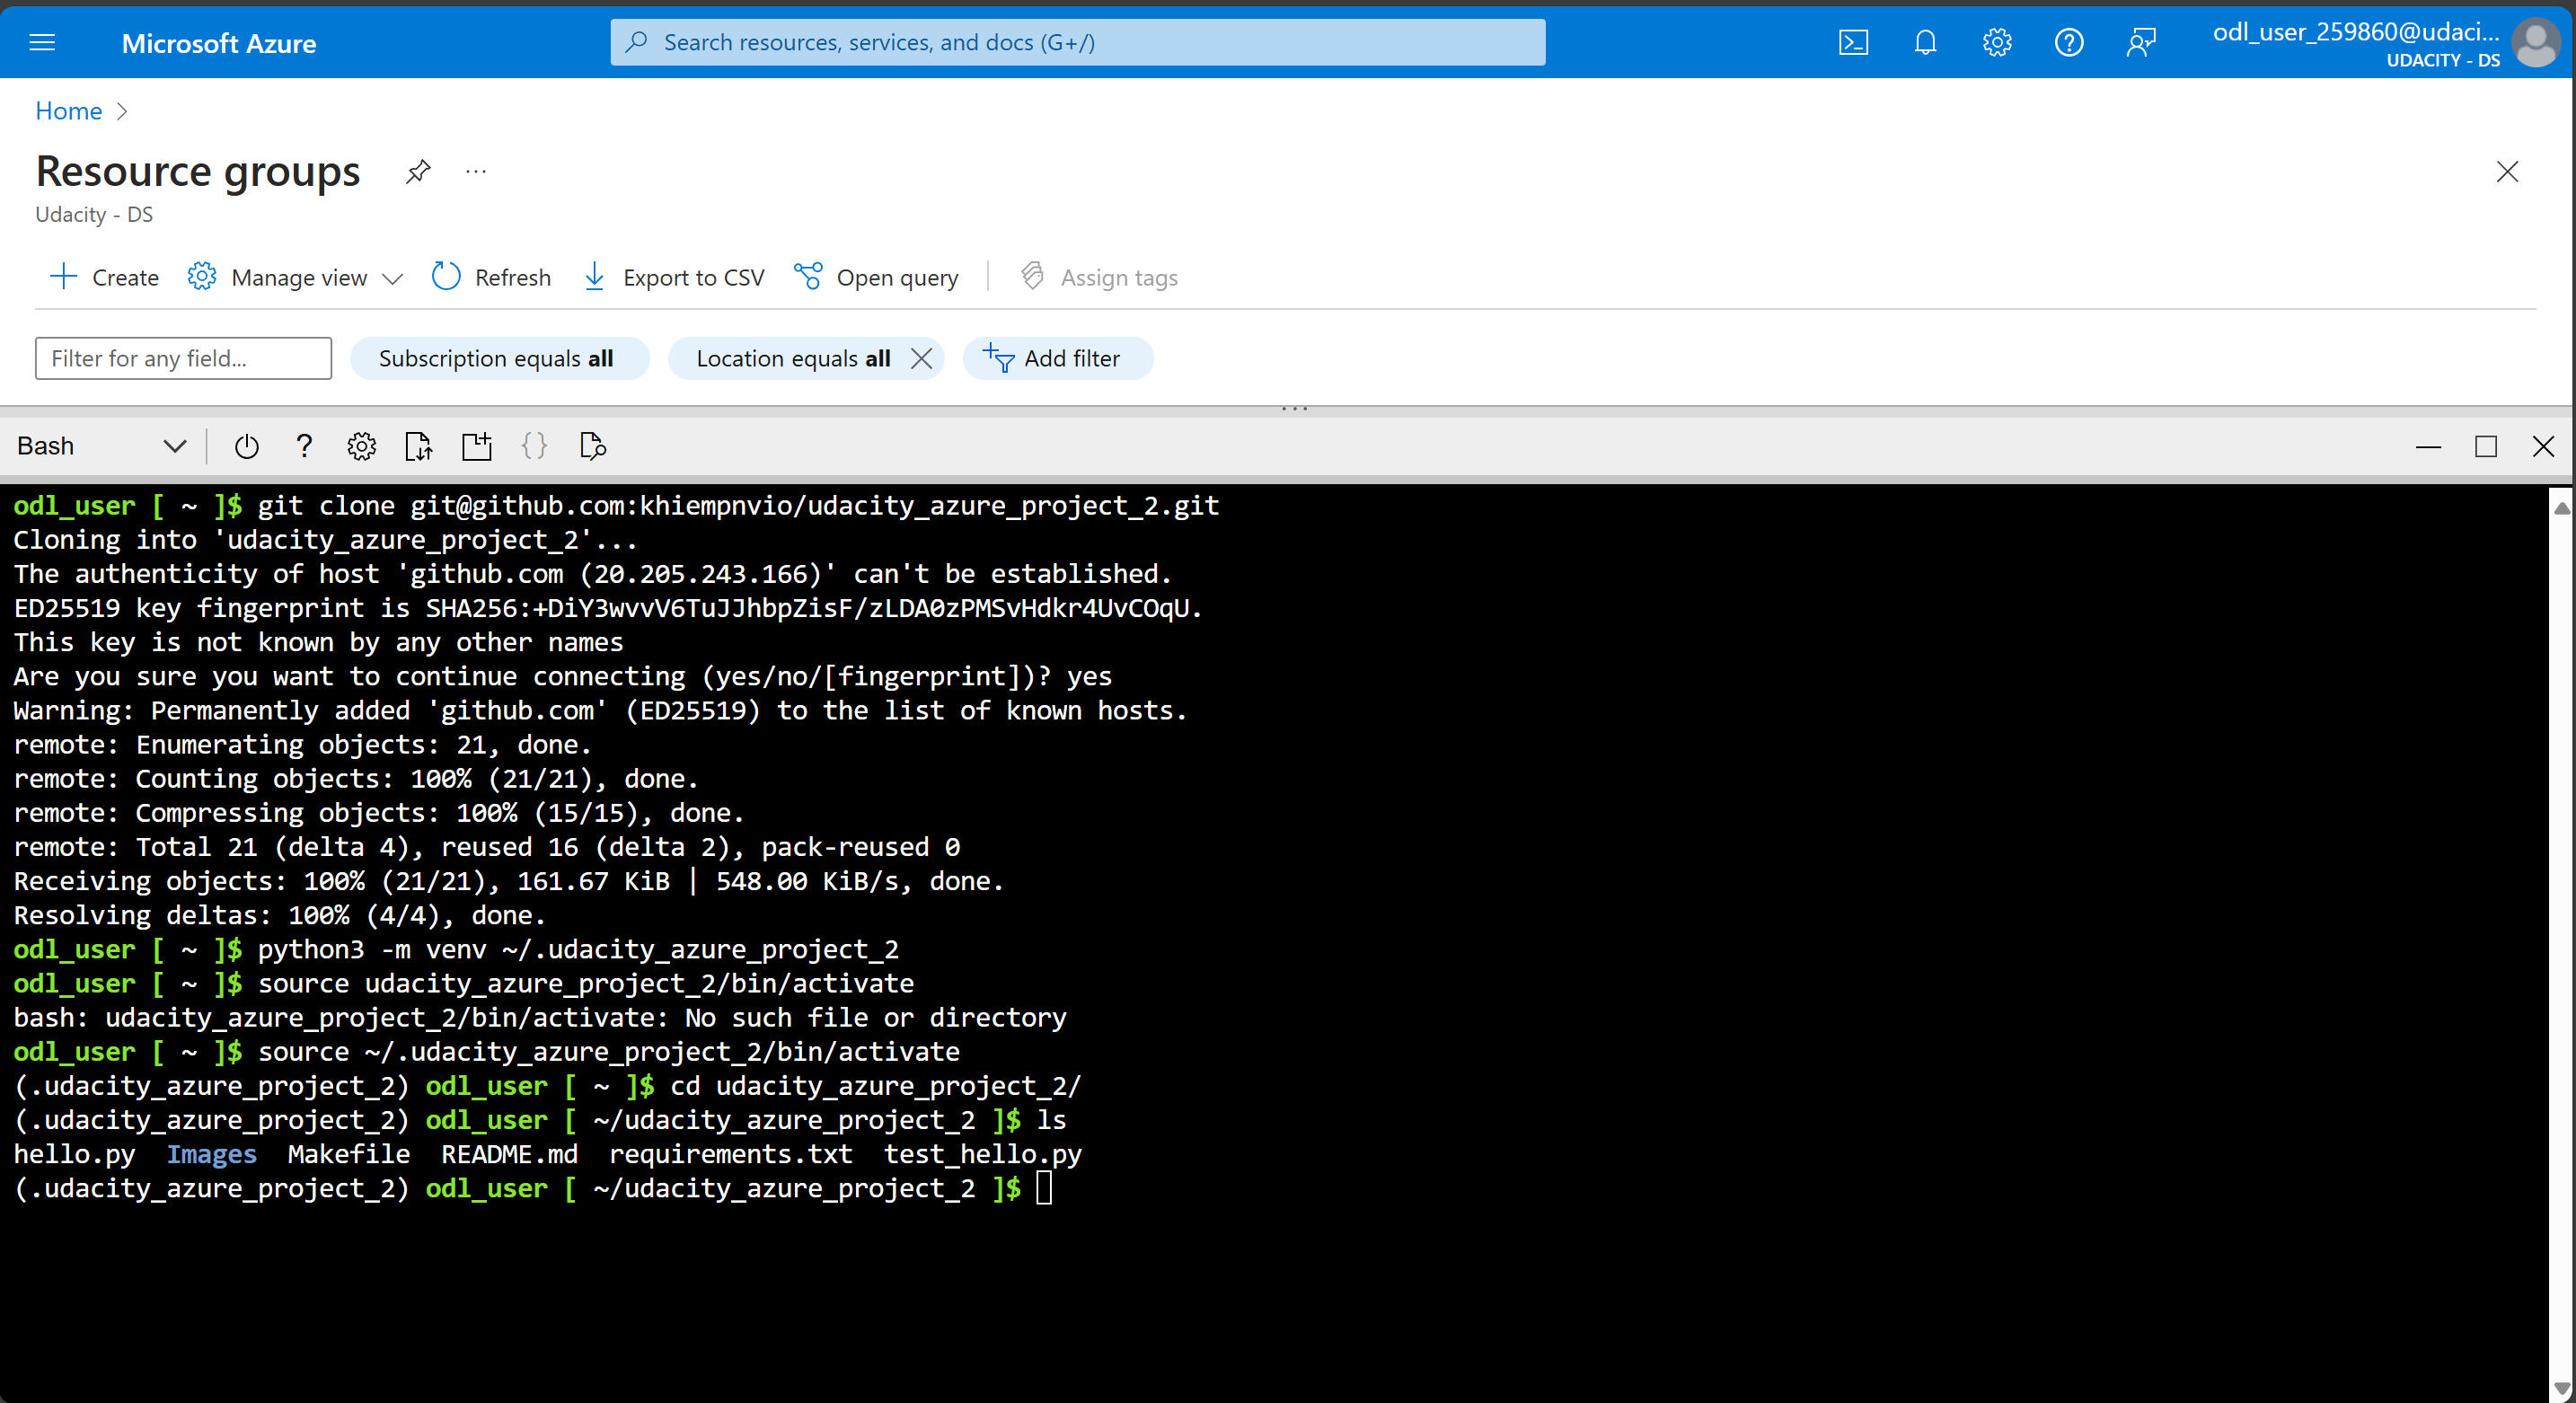 Microsoft Azure
Search resources, services, and docs (G+/)
odl_user_259860@udaci...
UDACITY - DS
Home
Resource groups
Udacity - DS
Create
Manage view
Refresh
Export to CSV
Open query
Assign tags
Filter for any field...
Subscription equals all
Location equals all
Add filter
Bash
odl_user [ ~ ]$ git clone git@github.com:khiempnvio/udacity_azure_project_2.git
Cloning into 'udacity_azure_project_2'...
The authenticity of host 'github.com (20.205.243.166)' can't be established.
ED25519 key fingerprint is SHA256:+DiY3wvvV6TuJJhbpZisF/zLDA0zPMSvHdkr4UvCOqU.
This key is not known by any other names
Are you sure you want to continue connecting (yes/no/[fingerprint])? yes
Warning: Permanently added 'github.com' (ED25519) to the list of known hosts.
remote: Enumerating objects: 21, done.
remote: Counting objects: 100% (21/21), done.
remote: Compressing objects: 100% (15/15), done.
remote: Total 21 (delta 4), reused 16 (delta 2), pack-reused 0
Receiving objects: 100% (21/21), 161.67 KiB | 548.00 KiB/s, done.
Resolving deltas: 100% (4/4), done.
odl_user [ ~ ]$ python3 -m venv ~/.udacity_azure_project_2
odl_user [ ~ ]$ source udacity_azure_project_2/bin/activate
bash: udacity_azure_project_2/bin/activate: No such file or directory
odl_user [ ~ ]$ source ~/.udacity_azure_project_2/bin/activate
(.udacity_azure_project_2) odl_user [ ~ ]$ cd udacity_azure_project_2/
(.udacity_azure_project_2) odl_user [ ~/udacity_azure_project_2 ]$ ls
hello.py  Images  Makefile  README.md  requirements.txt  test_hello.py
(.udacity_azure_project_2) odl_user [ ~/udacity_azure_project_2 ]$